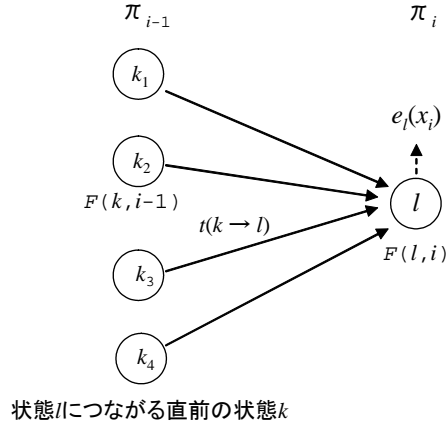 π i-1
π i
k1
k2
F(k,i-1)
t(k → l)
k3
k4
el(xi)
l
F(l,i)
状態lにつながる直前の状態k